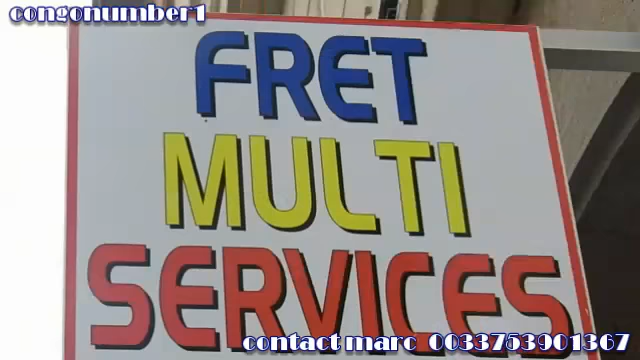 congonumber1
FRET
MULTI
SERVICES
contact marc 0033753901367